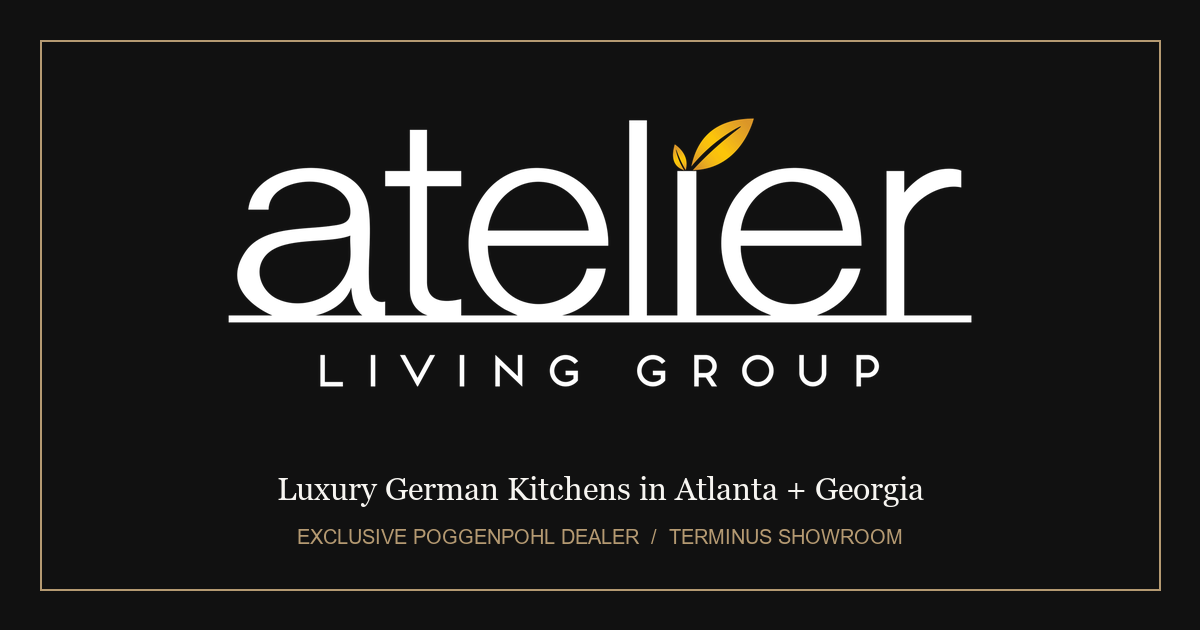 atelier
LIVING GROUP
Luxury German Kitchens in Atlanta + Georgia
EXCLUSIVE POGGENPOHL DEALER / TERMINUS SHOWROOM